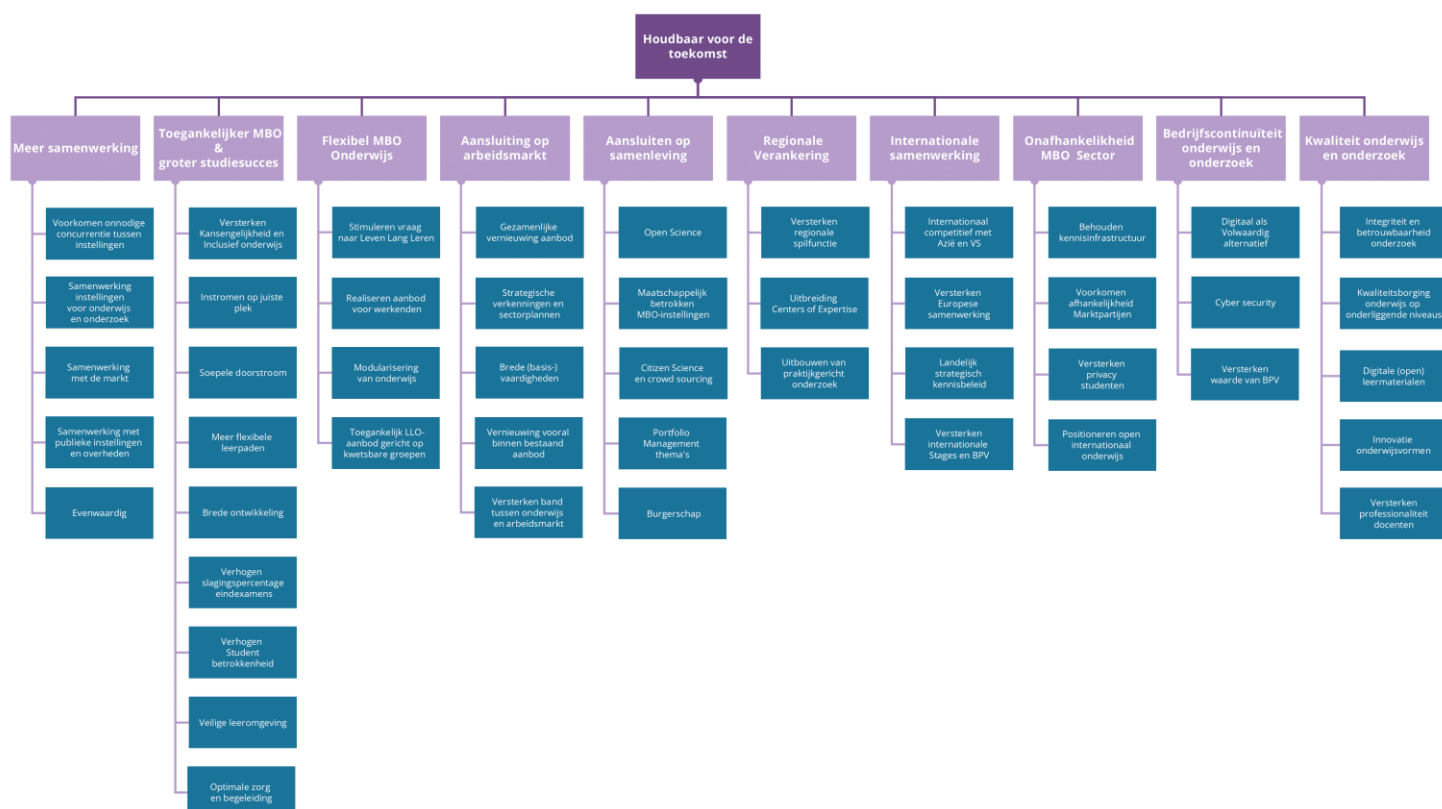 Houdbaar voor de
toekomst
Meer samenwerking
Voorkomen onnodige
concurrentie tussen
instellingen
Samenwerking
instellingen
voor onderwijs
en onderzoek
Samenwerking
met de markt
Samenwerking met
publieke instellingen
en overheden
Evenwaardig
Toegankelijker MBO
&
groter studiesucces
Versterken
Kansengelijkheid en
Inclusief onderwijs
Instromen op juiste
plek
Soepele doorstroom
Meer flexibele
leerpaden
Brede ontwikkeling
Verhogen
slagingspercentage
eindexamens
Verhogen
Student
betrokkenheid
Veilige leeromgeving
Optimale zorg
en begeleiding
Flexibel MBO
Onderwijs
Stimuleren vraag
naar Leven Lang Leren
Realiseren aanbod
voor werkenden
Modularisering
van onderwijs
Toegankelijk LLO-
aanbod gericht op
kwetsbare groepen
Aansluiting op
arbeidsmarkt
Gezamenlijke
vernieuwing aanbod
Strategische
verkenningen en
sectorplannen
Brede (basis-)
vaardigheden
Vernieuwing vooral
binnen bestaand
aanbod
Versterken band
tussen onderwijs
en arbeidsmarkt
Aansluiten op
samenleving
Open Science
Maatschappelijk
betrokken
MBO-instellingen
Citizen Science
en crowd sourcing
Portfolio
Management
thema's
Burgerschap
Regionale
Verankering
Versterken
regionale
spilfunctie
Uitbreiding
Centers of Expertise
Uitbouwen van
praktijkgericht
onderzoek
Internationale
samenwerking
Internationaal
competitief met
Azië en VS
Versterken
Europese
samenwerking
Landelijk
strategisch
kennisbeleid
Versterken
internationale
Stages en BPV
Onafhankelikheid
MBO Sector
Behouden
kennisinfrastructuur
Voorkomen
afhankelijkheid
Marktpartijen
Versterken
privacy
studenten
Positioneren open
internationaal
onderwijs
Bedrijfscontinuïteit
onderwijs en
onderzoek
Digitaal als
Volwaardig
alternatief
Cyber security
Versterken
waarde van BPV
Kwaliteit onderwijs
en onderzoek
Integriteit en
betrouwbaarheid
onderzoek
Kwaliteitsborging
onderwijs op
onderliggende niveaus
Digitale (open)
leermaterialen
Innovatie
onderwijsvormen
Versterken
professionaliteit
docenten